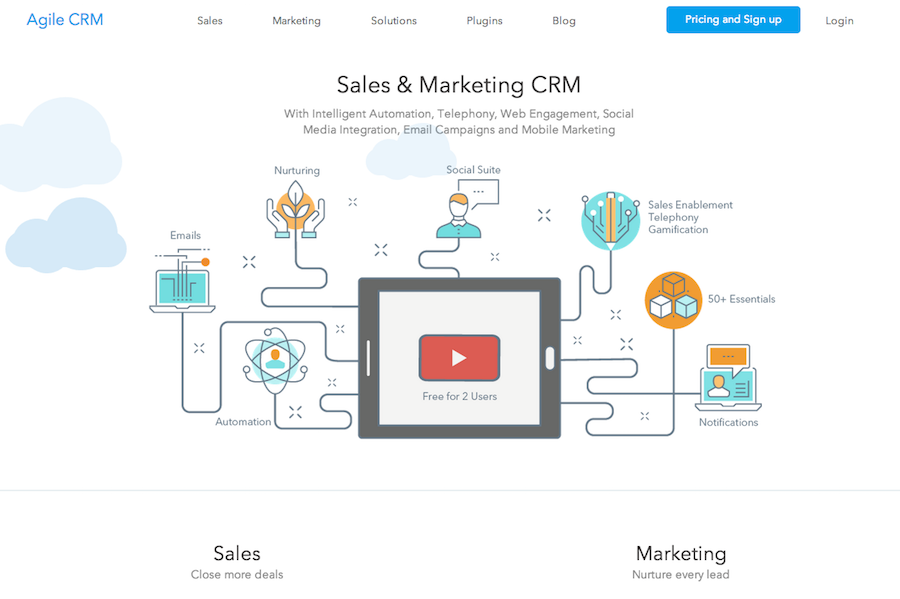 Agile CRM
Sales
Marketing
Solutions
Plugins
Blog
Pricing and Sign up
Login
Sales & Marketing CRM
With Intelligent Automation, Telephony, Web Engagement, Social
Media Integration, Email Campaigns and Mobile Marketing
Nurturing
Social Suite
Sales Enablement
Telephony
Gamification
Emails
50+ Essentials
Free for 2 Users
Automation
Notifications
Sales
Close more deals
Marketing
Nurture every lead